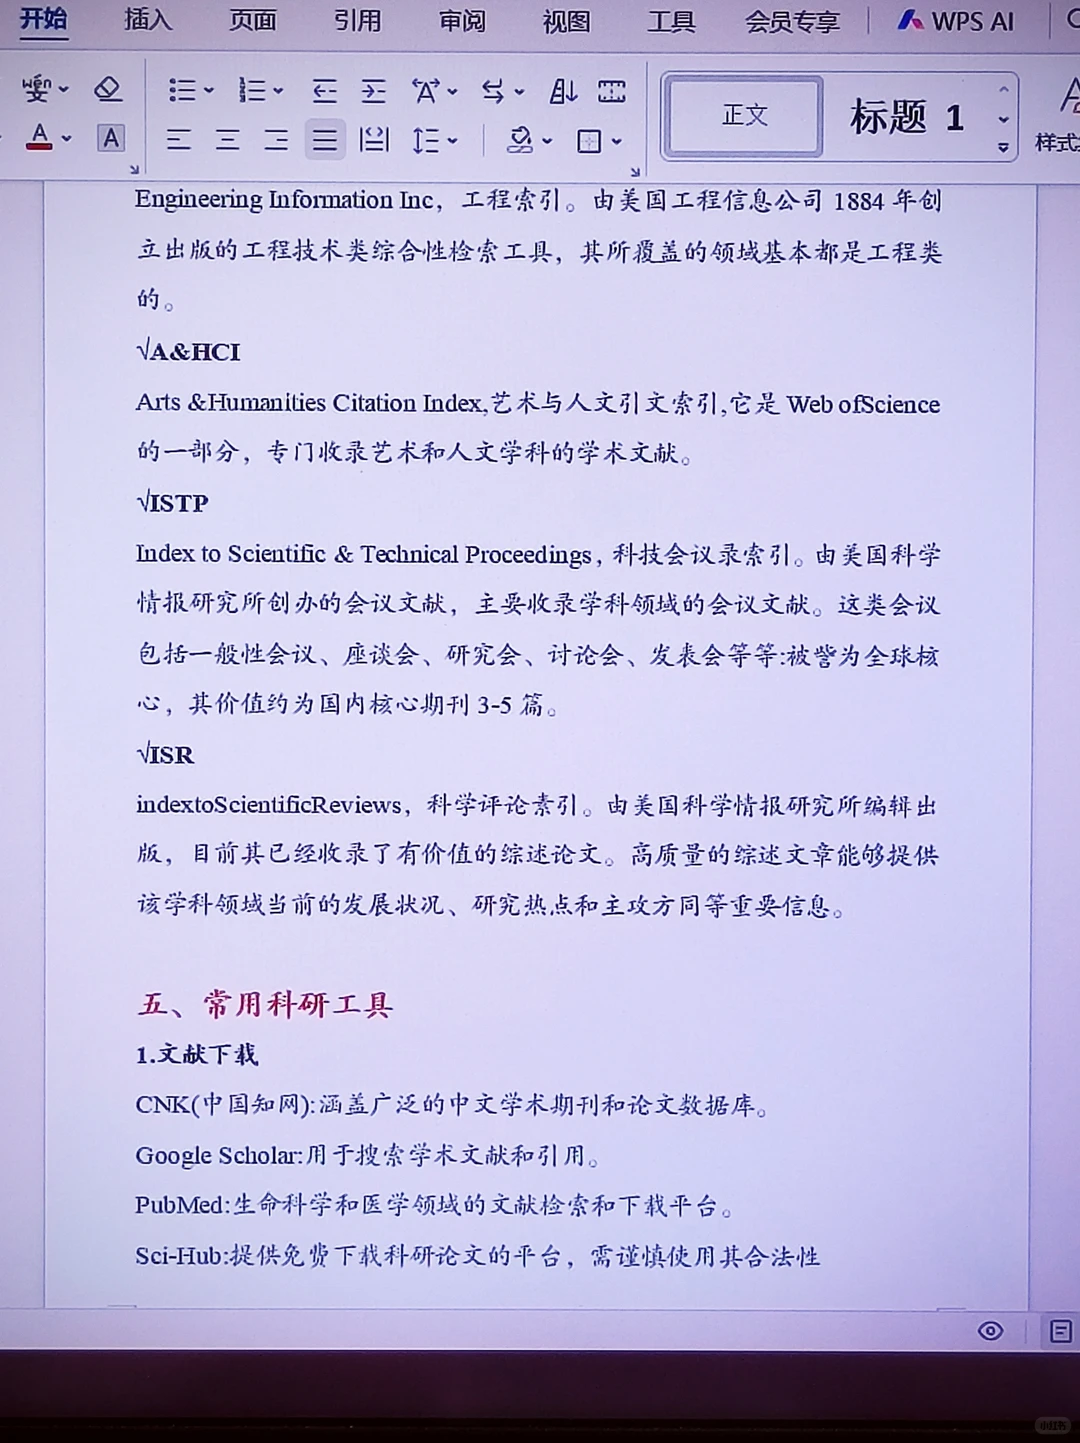 开始 插入 页面 引用 审阅 视图 工具 会员专享 WPS AI
wén 变
A A
正文 标题 1
Engineering Information Inc，工程索引。由美国工程信息公司 1884 年创
立出版的工程技术类综合性检索工具，其所覆盖的领域基本都是工程类
的。
√A&HCI
Arts &Humanities Citation Index,艺术与人文引文索引,它是 Web ofScience
的一部分，专门收录艺术和人文学科的学术文献。
√ISTP
Index to Scientific & Technical Proceedings，科技会议录索引。由美国科学
情报研究所创办的会议文献，主要收录学科领域的会议文献。这类会议
包括一般性会议、座谈会、研究会、讨论会、发表会等等:被喾为全球核
心，其价值约为国内核心期刊 3-5 篇。
√ISR
indextoScientificReviews，科学评论素引。由美国科学情报研究所编辑出
版，目前其已经收录了有价值的综述论文。高质量的综述文章能够提供
该学科领域当前的发展状况、研究热点和主攻方同等重要信息。
五、常用科研工具
1.文献下载
CNK(中国知网):涵盖广泛的中文学术期刊和论文数据库。
Google Scholar:用于搜索学术文献和引用。
PubMed:生命科学和医学领域的文献检索和下载平台。
Sci-Hub:提供免费下载科研论文的平台，需谨慎使用其合法性
小红书